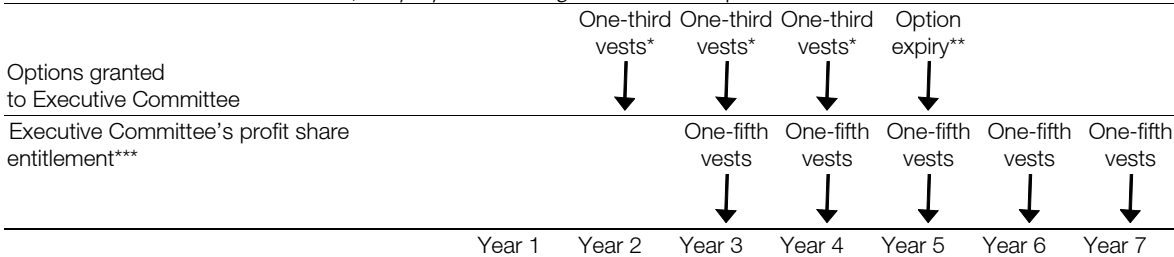 One-third One-third One-third Option
vests* vests* vests* expiry**
Options granted
to Executive Committee
Executive Committee’s profit share One-fifth One-fifth One-fifth One-fifth One-fifth
entitlement*** vests vests vests vests vests
Year 1 Year 2 Year 3 Year 4 Year 5 Year 6 Year 7